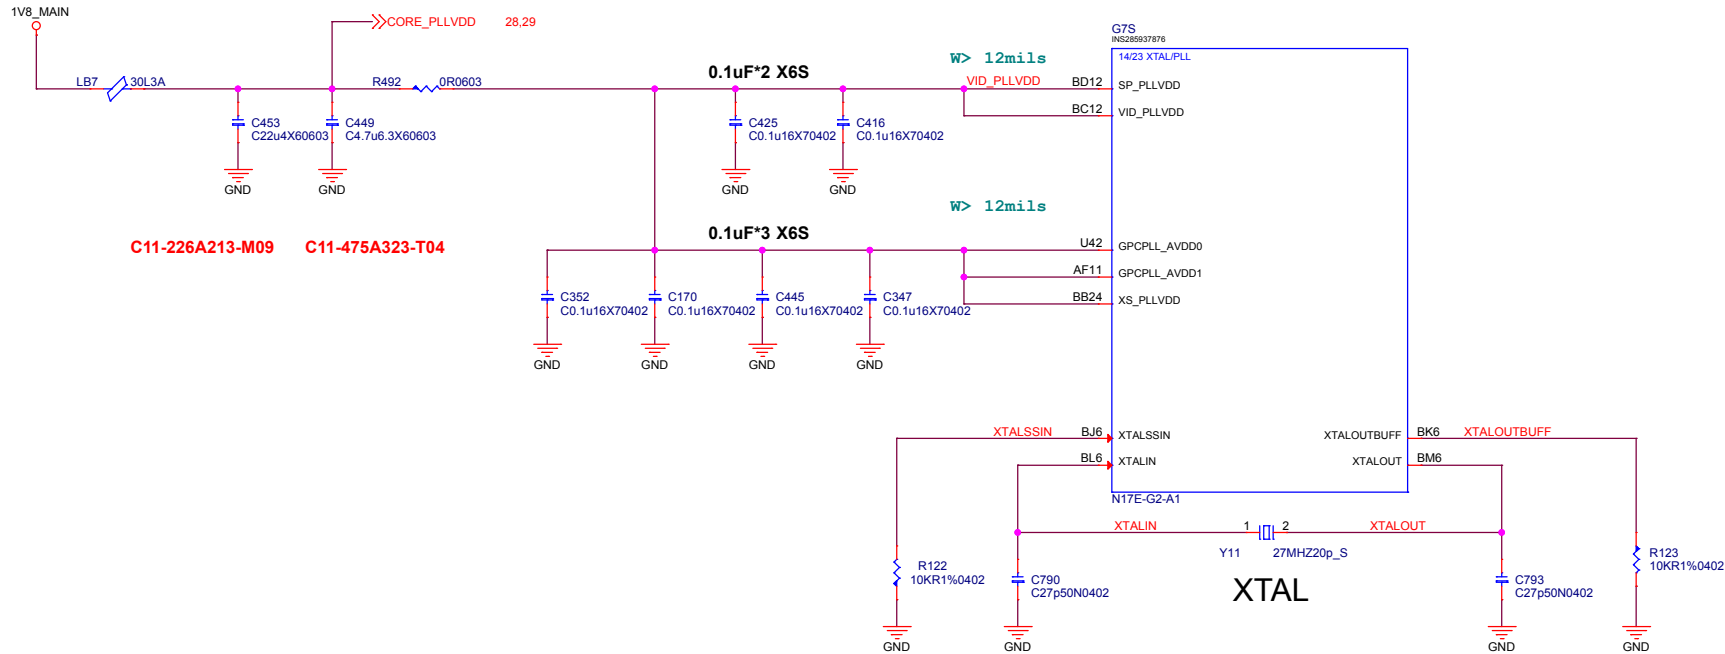 1V8_MAIN
CORE_PLLVDD 28,29
G7S
INS285937876
14/23 XTAL/PLL
W> 12mils
0.1uF*2 X6S
LB7 30L3A
R492 0R0603
VID_PLLVDD BD12 SP_PLLVDD
BC12 VID_PLLVDD
C453
C22u4X60603
C449
C4.7u6.3X60603
C425
C0.1u16X70402
C416
C0.1u16X70402
GND GND GND GND
W> 12mils
0.1uF*3 X6S
C11-226A213-M09 C11-475A323-T04
U42 GPCPLL_AVDD0
AF11 GPCPLL_AVDD1
BB24 XS_PLLVDD
C352
C0.1u16X70402
C170
C0.1u16X70402
C445
C0.1u16X70402
C347
C0.1u16X70402
GND GND GND GND
XTALSSIN BJ6 XTALSSIN
XTALOUTBUFF BK6 XTALOUTBUFF
BL6 XTALIN
XTALOUT BM6
N17E-G2-A1
XTALIN 1 2 XTALOUT
Y11 27MHZ20p_S
R122
10KR1%0402
C790
C27p50N0402
XTAL
C793
C27p50N0402
R123
10KR1%0402
GND GND GND GND